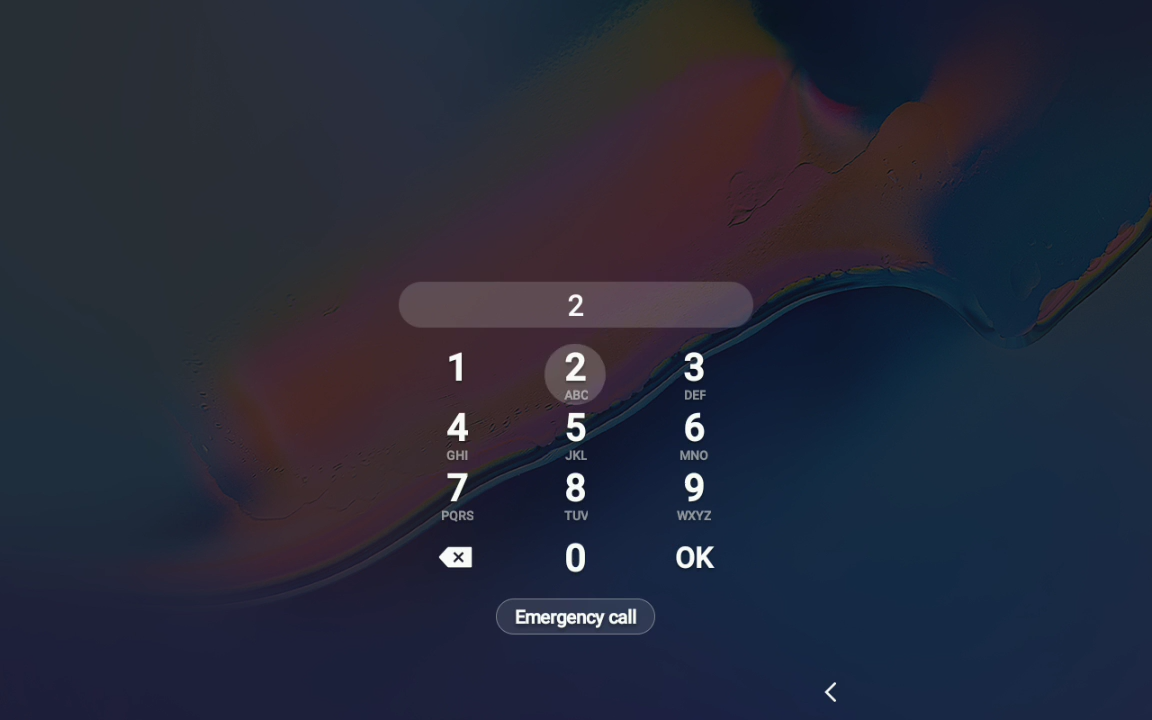 2
1 2 3
ABC DEF
4 5 6
GHI JKL MNO
7 8 9
PQRS TUV WXYZ
0 OK
Emergency call